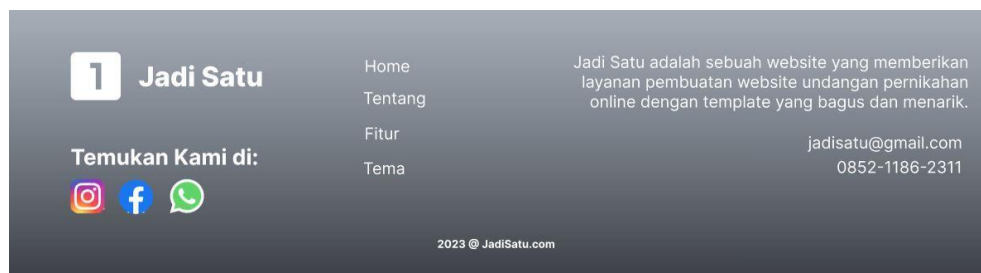 1
Jadi Satu
Temukan Kami di:
Home
Tentang
Fitur
Tema
Jadi Satu adalah sebuah website yang memberikan
layanan pembuatan website undangan pernikahan
online dengan template yang bagus dan menarik.
jadisatu@gmail.com
0852-1186-2311
2023 @ JadiSatu.com